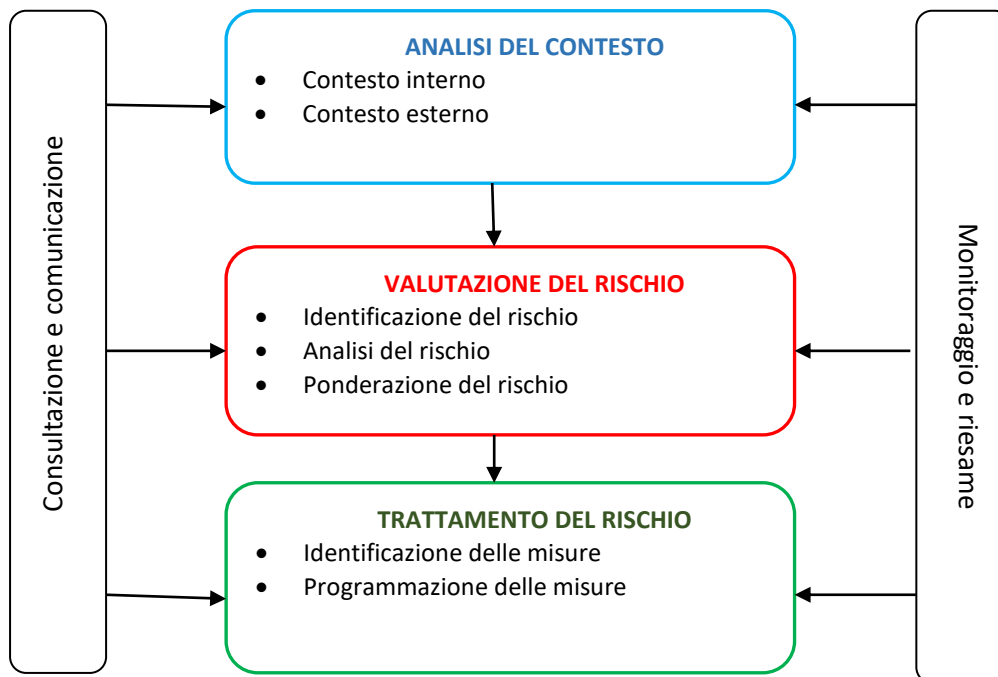 Consultazione e comunicazione
ANALISI DEL CONTESTO
• Contesto interno
• Contesto esterno
VALUTAZIONE DEL RISCHIO
• Identificazione del rischio
• Analisi del rischio
• Ponderazione del rischio
TRATTAMENTO DEL RISCHIO
• Identificazione delle misure
• Programmazione delle misure
Monitoraggio e riesame